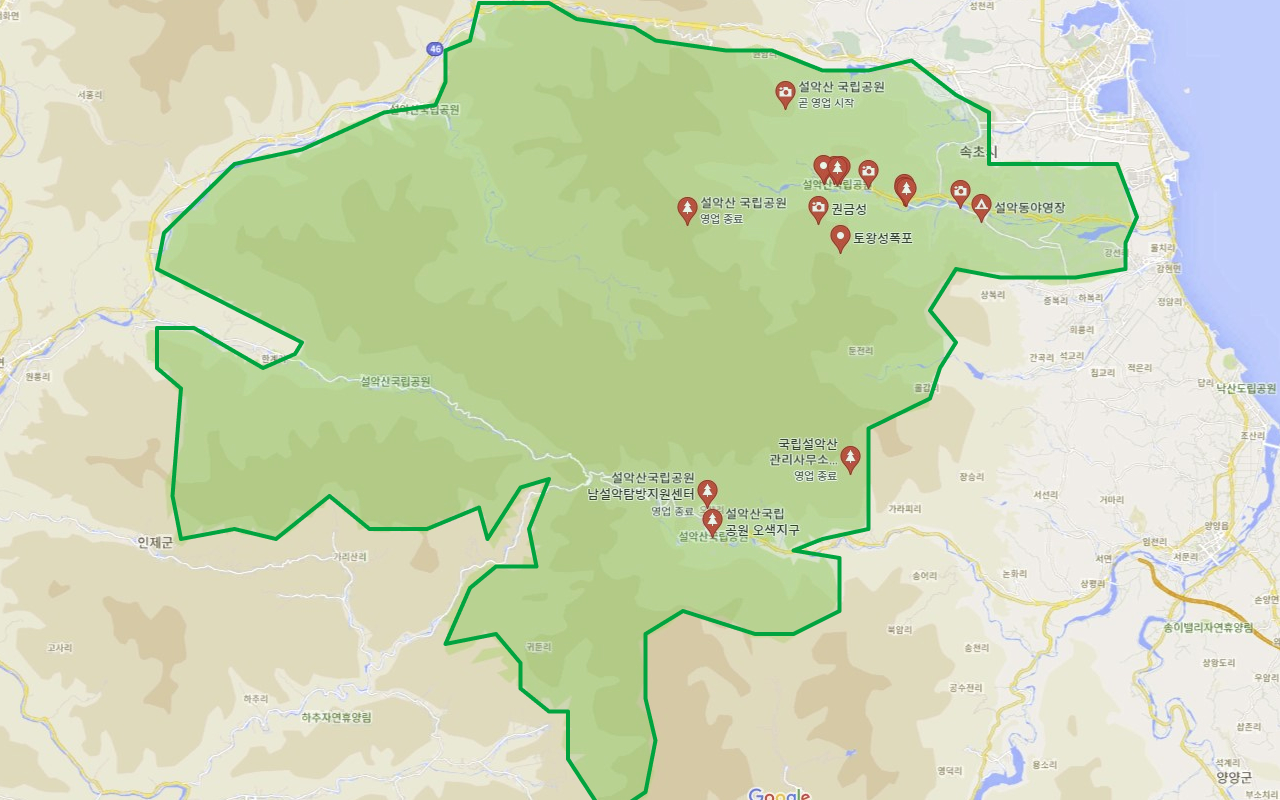 성천리
46
원암리
서흥리
설악산국립공원
설악산 국립공원
곧 영업 시작
속초시
설악산국립공원
설악산 국립공원
영업 종료
권금성
설악동야영장
토왕성폭포
강선리
물치리
강현면
상복리
중복리
하복리
정암리
회룡리
한계리
둔전리
간곡리
석교리
침교리
적은리
원통리
설악산국립공원
물갑리
답리
낙산도립공원
조산리
국립설악산
관리사무소...
영업 종료
설악산국립공원
남설악탐방지원센터
영업 종료
설악산국립
공원 오색지구
설악산국립공원
장승리
서선리
거마리
가라피리
양양읍
인제군
가리산리
임천리
서문리
서면
송어리
논화리
상평리
손양면
북암리
송이밸리자연휴양림
고사리
귀둔리
송천리
상왕도리
우암리
하추리
공수전리
하추자연휴양림
삼존리
영덕리
용소리
석계리
양양군
부소치리
Google